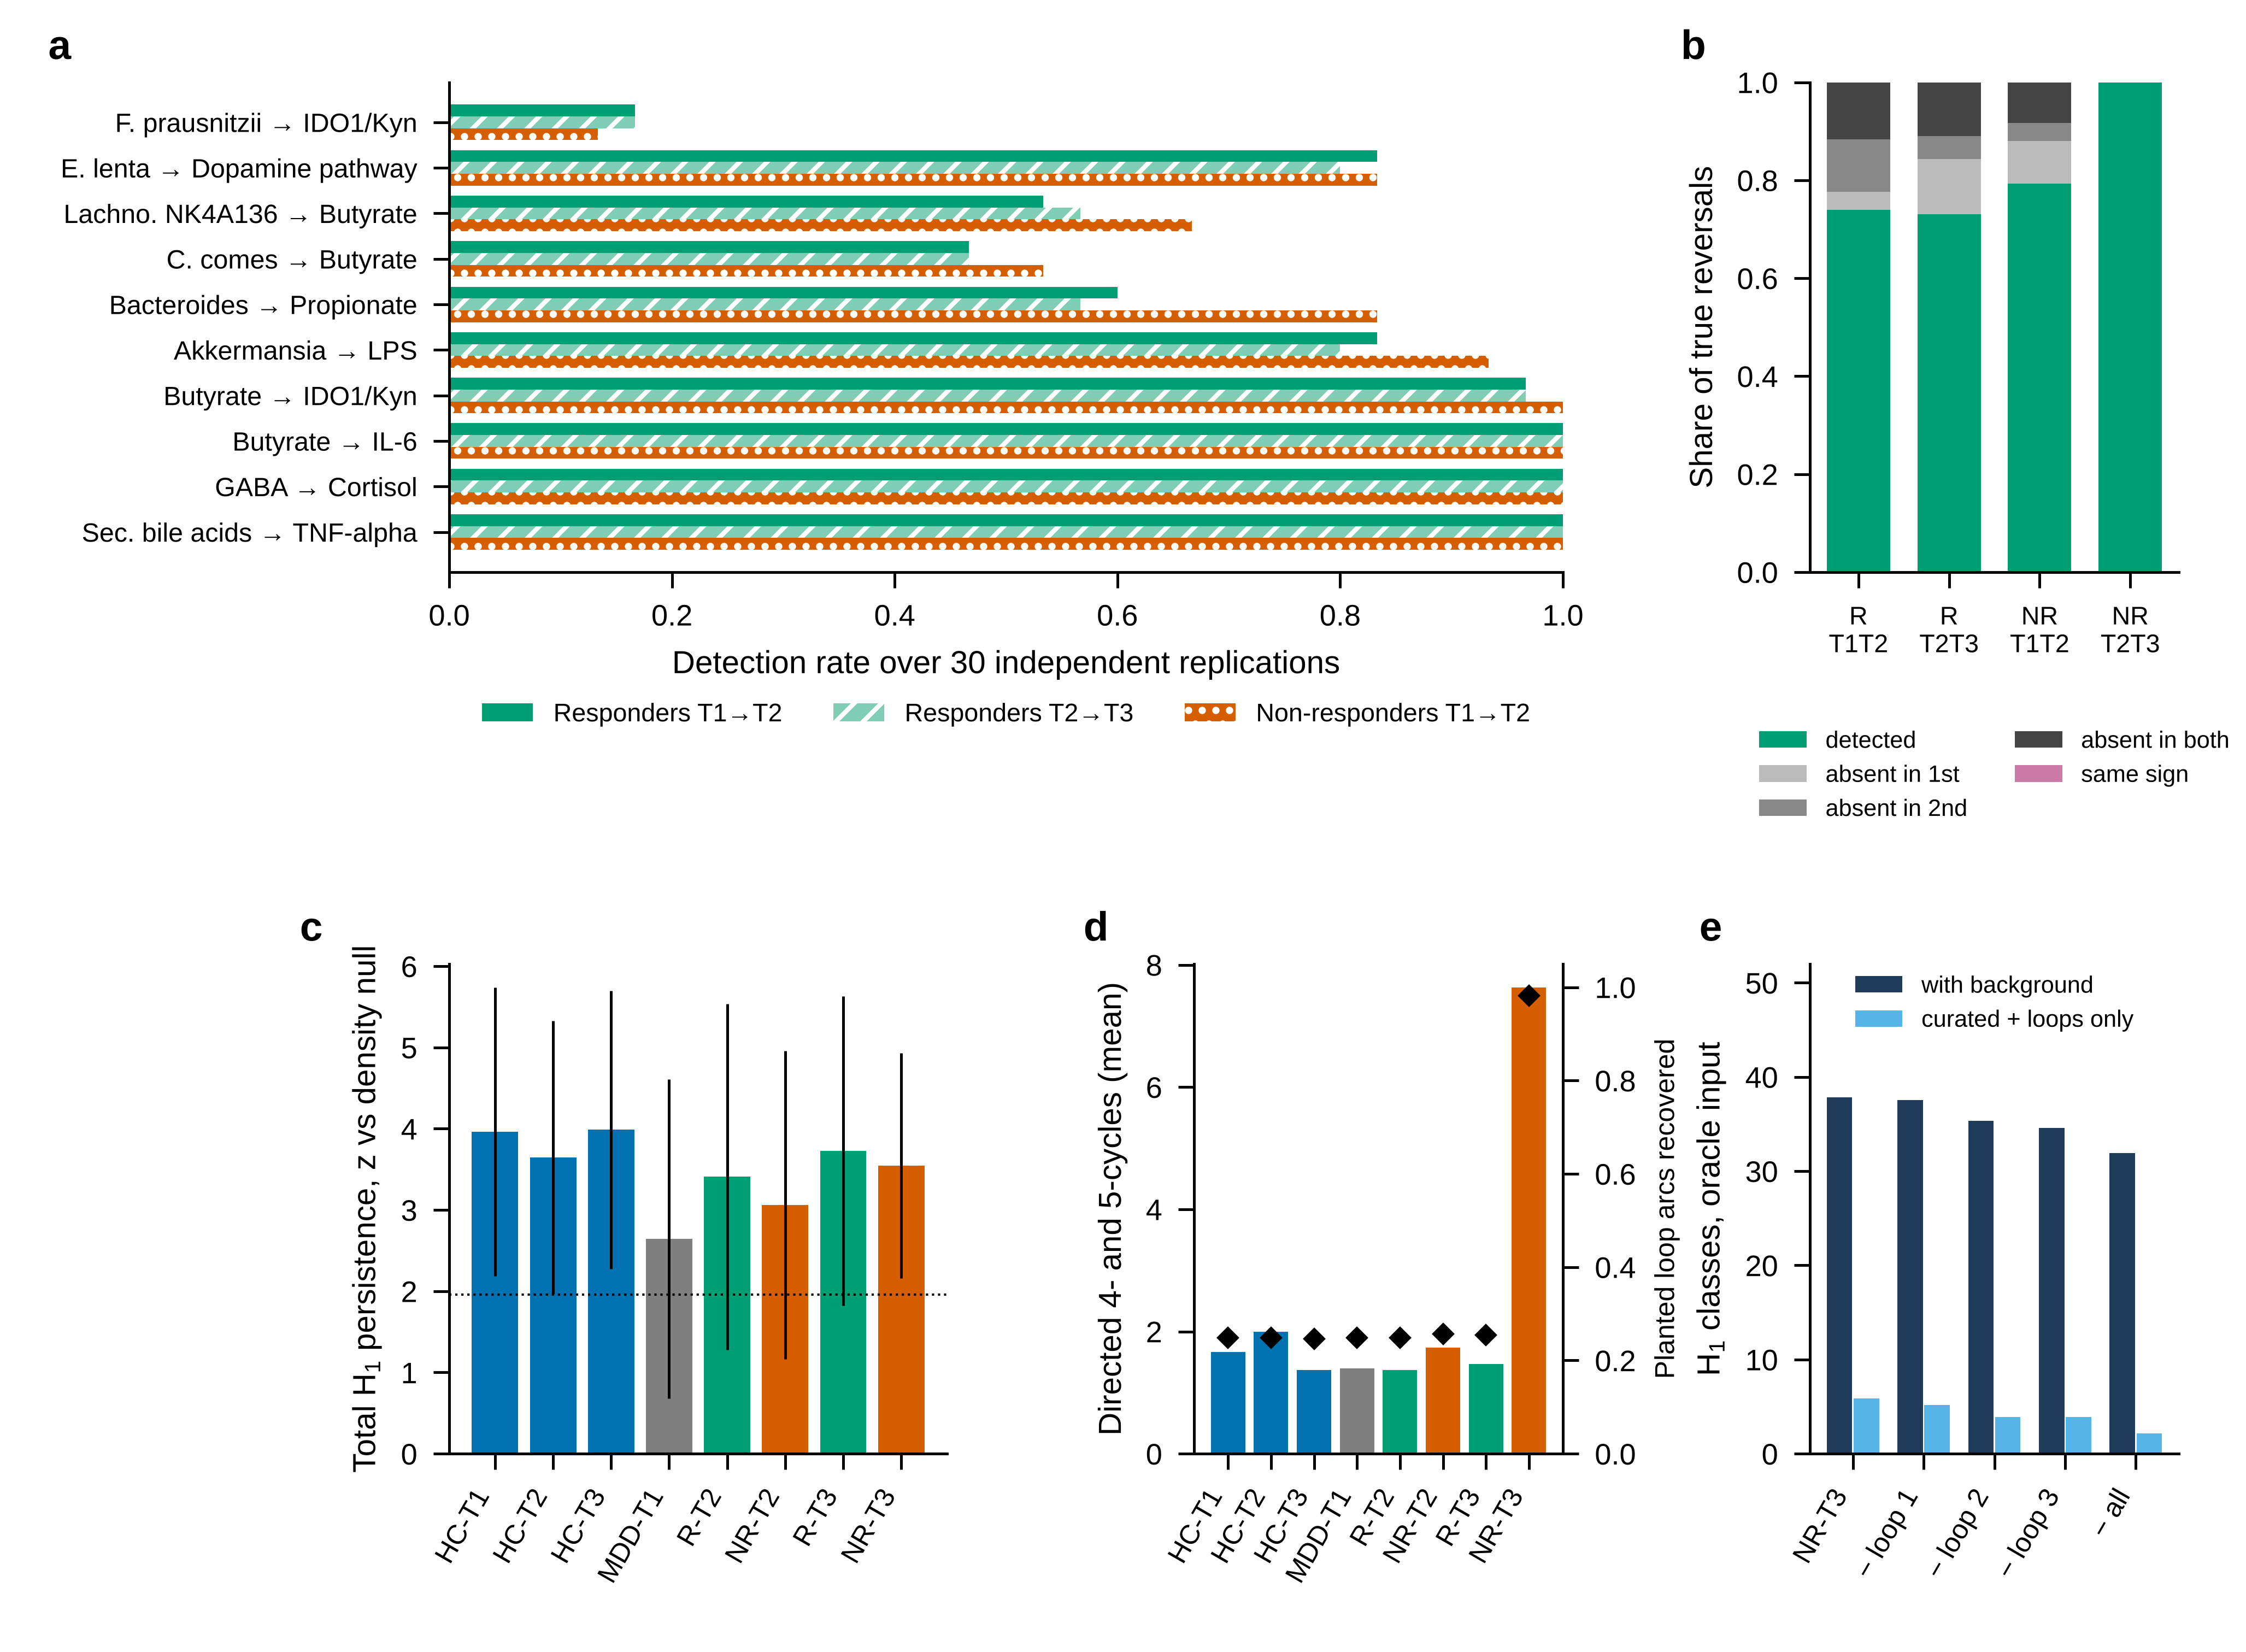 a
F. prausnitzii → IDO1/Kyn
E. lenta → Dopamine pathway
Lachno. NK4A136 → Butyrate
C. comes → Butyrate
Bacteroides → Propionate
Akkermansia → LPS
Butyrate → IDO1/Kyn
Butyrate → IL-6
GABA → Cortisol
Sec. bile acids → TNF-alpha
0.0 0.2 0.4 0.6 0.8 1.0
Detection rate over 30 independent replications
Responders T1→T2 Responders T2→T3 Non-responders T1→T2
b
Share of true reversals
1.0
0.8
0.6
0.4
0.2
0.0
R R NR NR
T1T2 T2T3 T1T2 T2T3
detected absent in both
absent in 1st same sign
absent in 2nd
c
Total H₁ persistence, z vs density null
6
5
4
3
2
1
0
HC-T1 HC-T2 HC-T3 MDD-T1 R-T2 NR-T2 R-T3 NR-T3
d
Directed 4- and 5-cycles (mean)
8
6
4
2
0
1.0
0.8
0.6
0.4
0.2
0.0
Planted loop arcs recovered
HC-T1 HC-T2 HC-T3 MDD-T1 R-T2 NR-T2 R-T3 NR-T3
e
H₁ classes, oracle input
50
40
30
20
10
0
with background
curated + loops only
NR-T3 − loop 1 − loop 2 − loop 3 − all